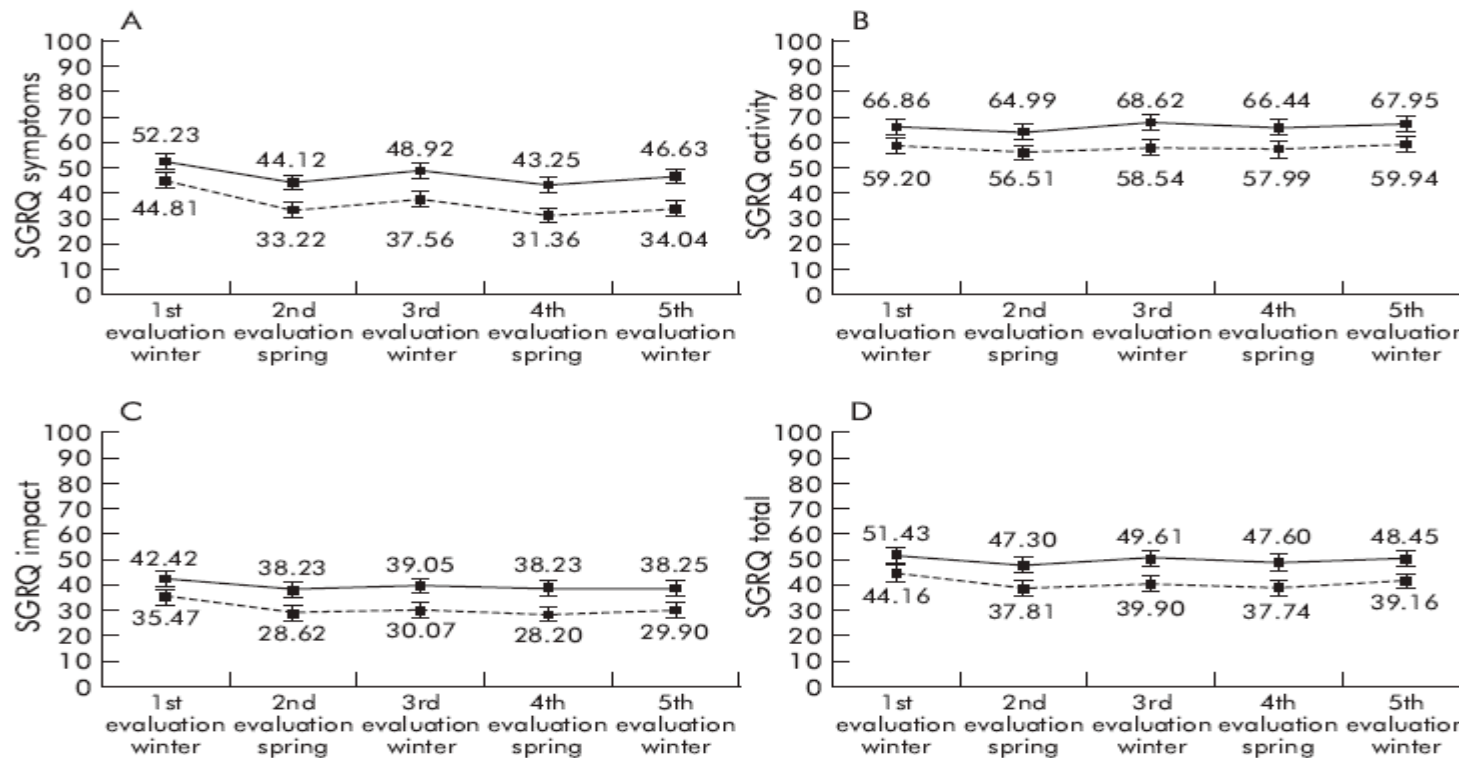 A
SGRQ symptoms
100
90
80
70
60
50
40
30
20
10
0
52.23 44.12 48.92 43.25 46.63
44.81 33.22 37.56 31.36 34.04
1st 2nd 3rd 4th 5th
evaluation evaluation evaluation evaluation evaluation
winter spring winter spring winter
B
SGRQ activity
100
90
80
70
60
50
40
30
20
10
0
66.86 64.99 68.62 66.44 67.95
59.20 56.51 58.54 57.99 59.94
1st 2nd 3rd 4th 5th
evaluation evaluation evaluation evaluation evaluation
winter spring winter spring winter
C
SGRQ impact
100
90
80
70
60
50
40
30
20
10
0
42.42 38.23 39.05 38.23 38.25
35.47 28.62 30.07 28.20 29.90
1st 2nd 3rd 4th 5th
evaluation evaluation evaluation evaluation evaluation
winter spring winter spring winter
D
SGRQ total
100
90
80
70
60
50
40
30
20
10
0
51.43 47.30 49.61 47.60 48.45
44.16 37.81 39.90 37.74 39.16
1st 2nd 3rd 4th 5th
evaluation evaluation evaluation evaluation evaluation
winter spring winter spring winter